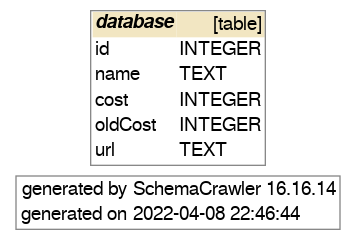 database [table]
id INTEGER
name TEXT
cost INTEGER
oldCost INTEGER
url TEXT
generated by SchemaCrawler 16.16.14
generated on 2022-04-08 22:46:44